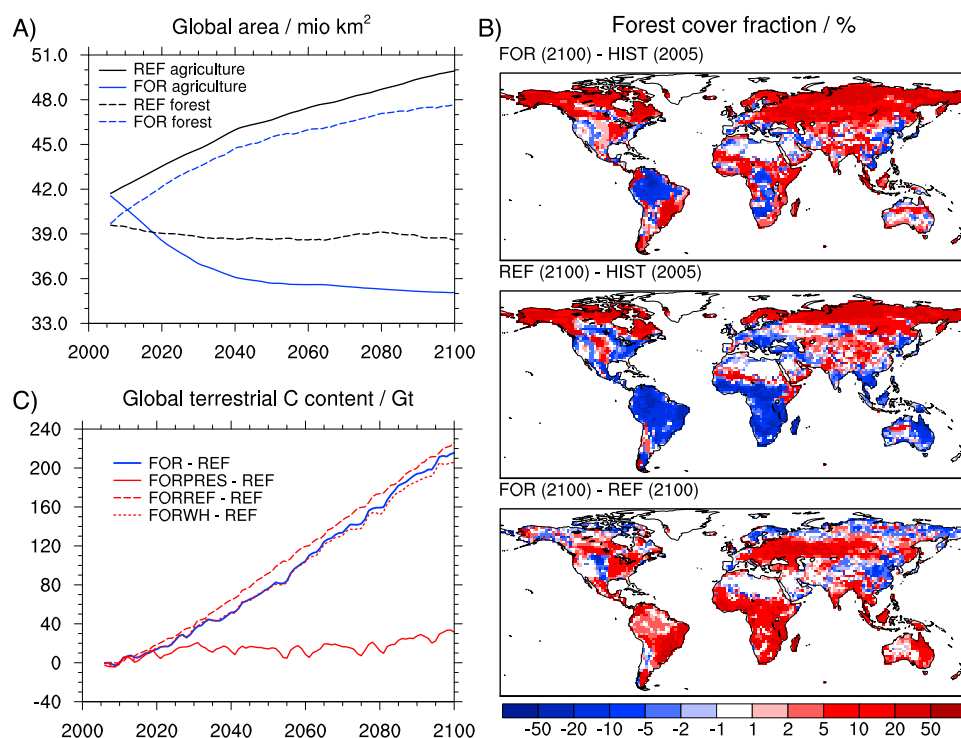 A)
Global area / mio km²
51.0
48.0
45.0
42.0
39.0
36.0
33.0
REF agriculture
FOR agriculture
REF forest
FOR forest
2000 2020 2040 2060 2080 2100
C)
Global terrestrial C content / Gt
240
200
160
120
80
40
0
-40
FOR - REF
FORPRES - REF
FORREF - REF
FORWH - REF
2000 2020 2040 2060 2080 2100
B)
Forest cover fraction / %
FOR (2100) - HIST (2005)
REF (2100) - HIST (2005)
FOR (2100) - REF (2100)
-50 -20 -10 -5 -2 -1 1 2 5 10 20 50